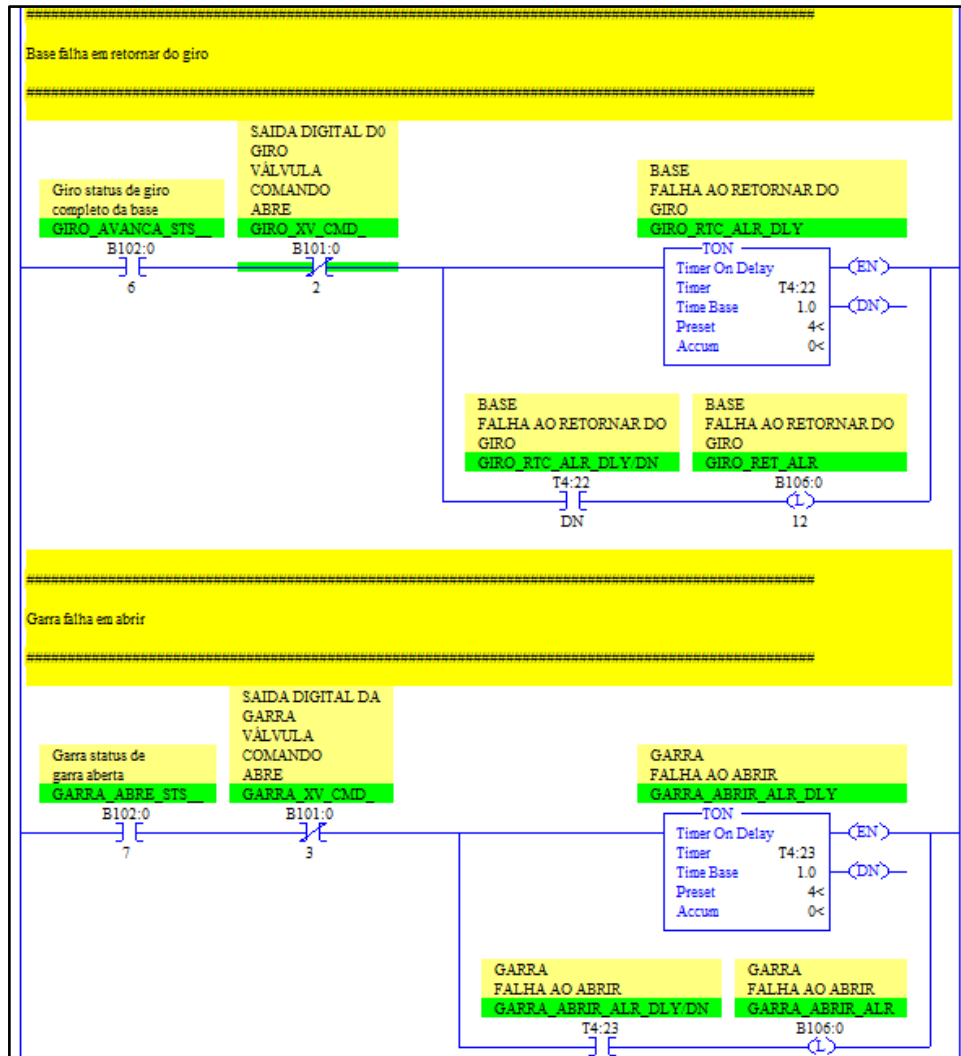 ##############################################################################################
Base falha em retornar do giro
##############################################################################################
SAIDA DIGITAL D0
GIRO
VÁLVULA
COMANDO
ABRE
GIRO_XV_CMD_
B101:0
2
Giro status de giro
completo da base
GIRO_AVANCA_STS__
B102:0
6
BASE
FALHA AO RETORNAR DO
GIRO
GIRO_RTC_ALR_DLY
TON
Timer On Delay
Timer T4:22
Time Base 1.0
Preset 4<
Accum 0<
EN
DN
BASE
FALHA AO RETORNAR DO
GIRO
GIRO_RTC_ALR_DLY/DN
T4:22
DN
BASE
FALHA AO RETORNAR DO
GIRO
GIRO_RET_ALR
B106:0
L
12
##############################################################################################
Garra falha em abrir
##############################################################################################
SAIDA DIGITAL DA
GARRA
VÁLVULA
COMANDO
ABRE
GARRA_XV_CMD_
B101:0
3
Garra status de
garra aberta
GARRA_ABRE_STS__
B102:0
7
GARRA
FALHA AO ABRIR
GARRA_ABRIR_ALR_DLY
TON
Timer On Delay
Timer T4:23
Time Base 1.0
Preset 4<
Accum 0<
EN
DN
GARRA
FALHA AO ABRIR
GARRA_ABRIR_ALR_DLY/DN
T4:23
GARRA
FALHA AO ABRIR
GARRA_ABRIR_ALR
B106:0
L